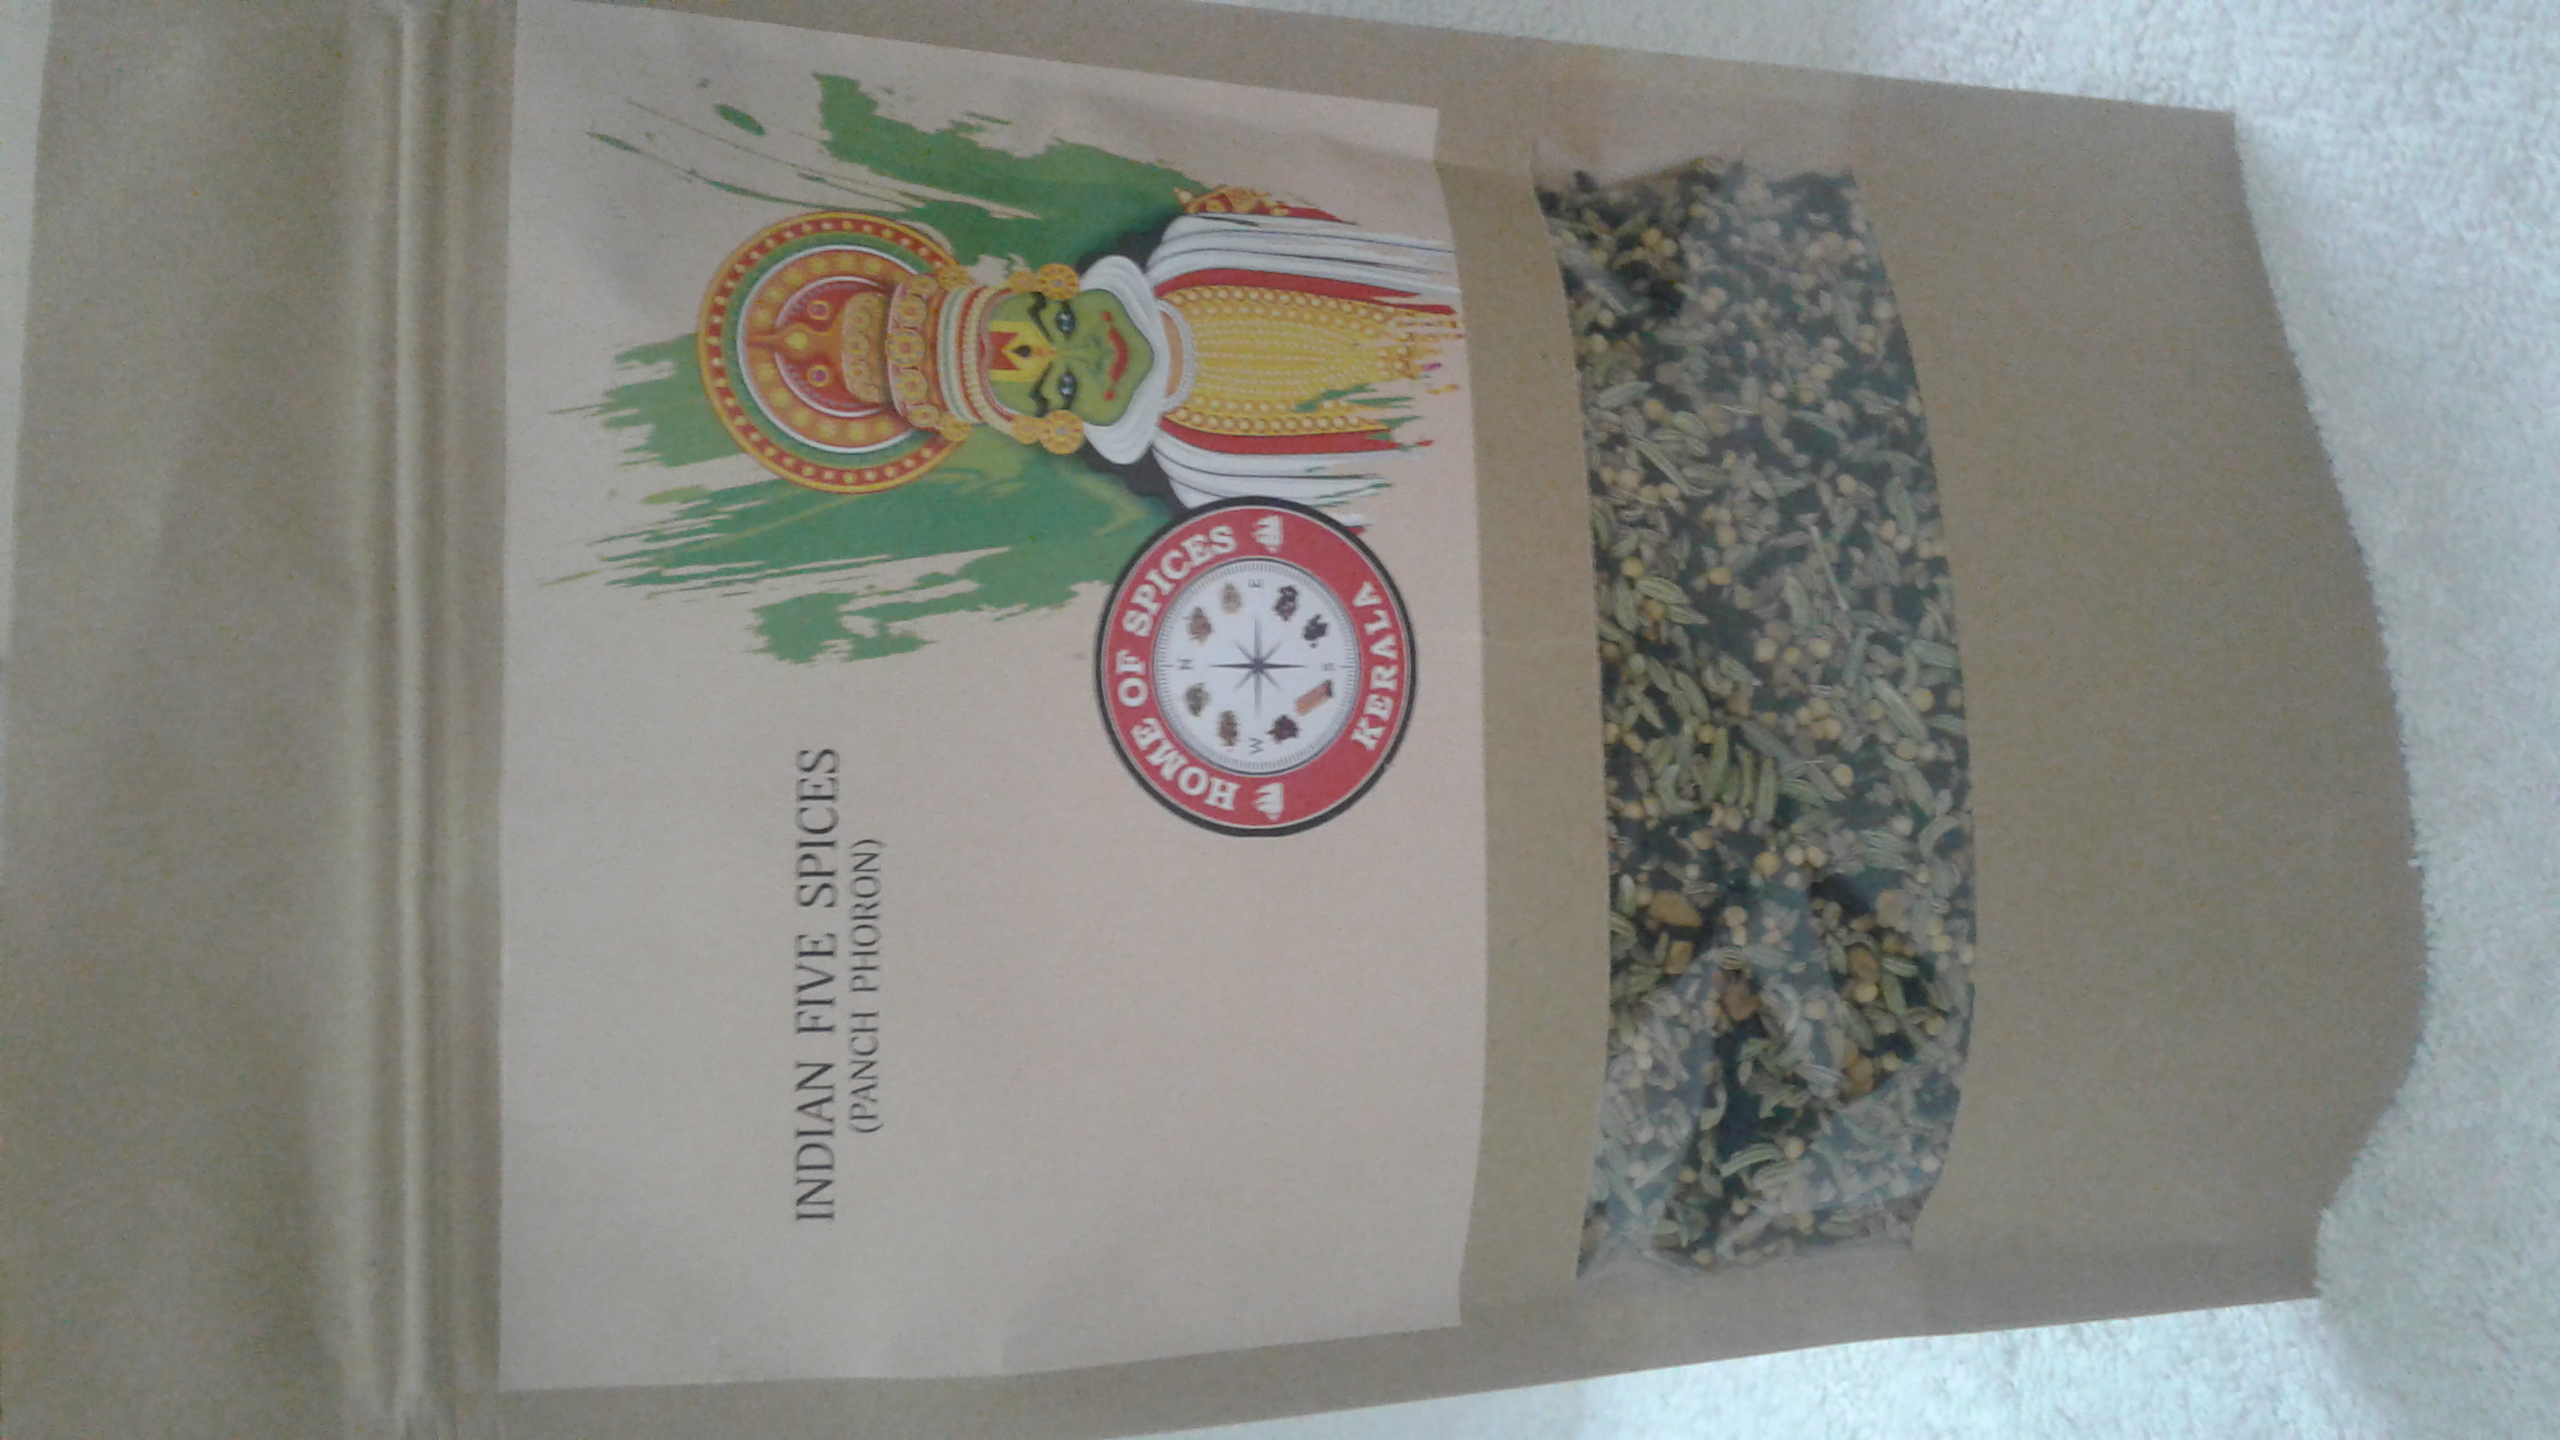 INDIAN FIVE SPICES
(PANCH PHORON)
HOME OF SPICES
KERALA
N
E
S
W